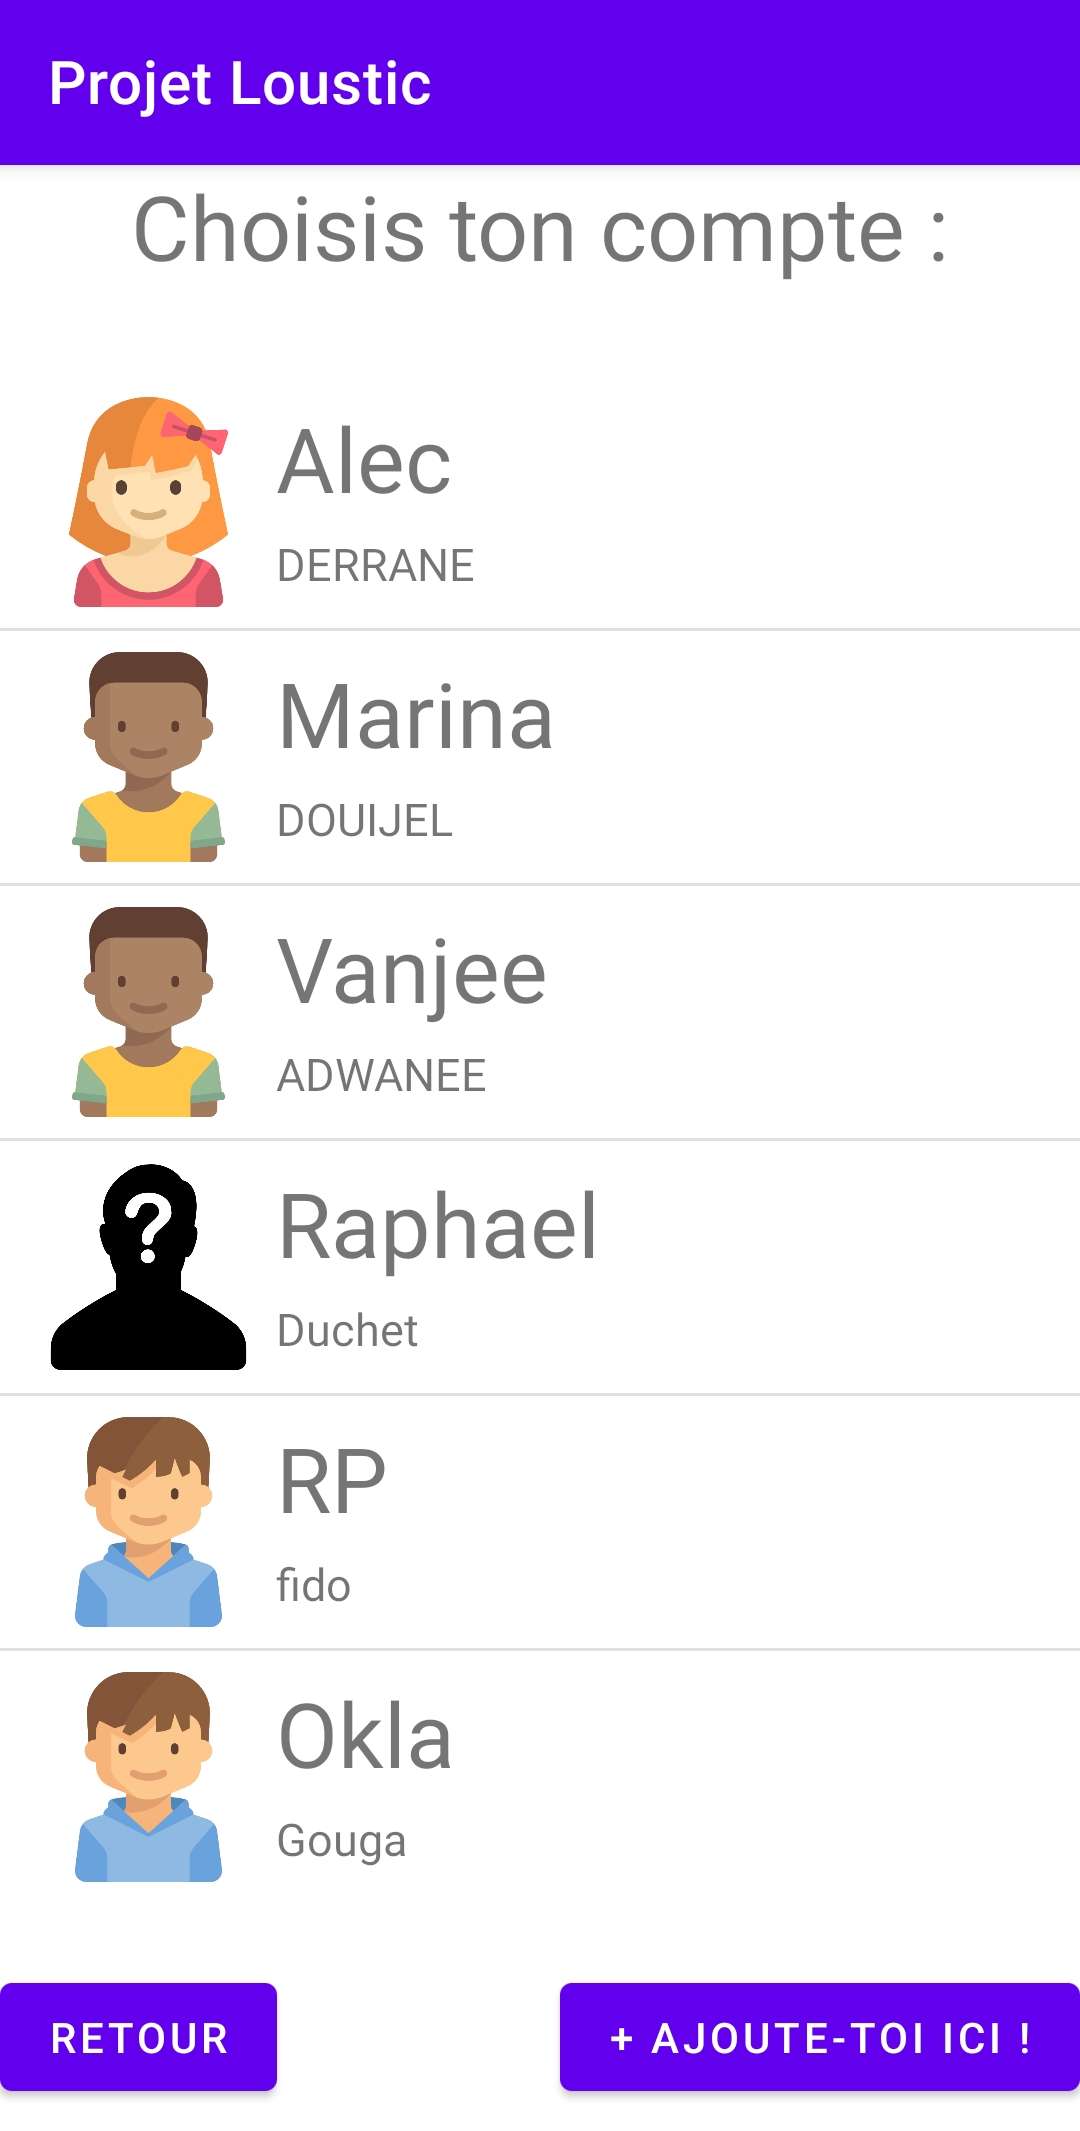 Projet Loustic
Choisis ton compte :
Alec
DERRANE
Marina
DOUIJEL
Vanjee
ADWANEE
?
Raphael
Duchet
RP
fido
Okla
Gouga
RETOUR
+ AJOUTE-TOI ICI !